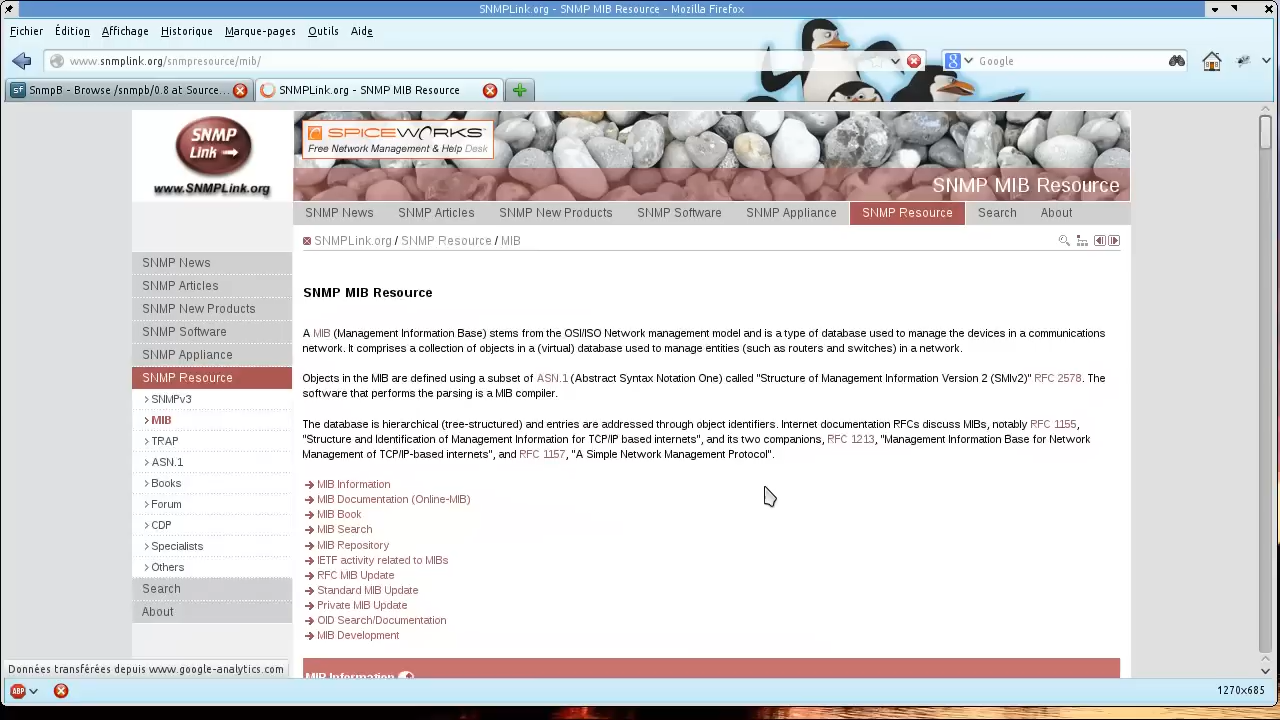 SNMPLink.org - SNMP MIB Resource - Mozilla Firefox
Fichier Édition Affichage Historique Marque-pages Outils Aide
www.snmplink.org/snmpresource/mib/
Google
SnmpB - Browse /snmpb/0.8 at Source...
SNMPLink.org - SNMP MIB Resource
SNMP Link
www.SNMPLink.org
SPICEWORKS
Free Network Management & Help Desk
SNMP MIB Resource
SNMP News SNMP Articles SNMP New Products SNMP Software SNMP Appliance SNMP Resource Search About
SNMPLink.org / SNMP Resource / MIB
SNMP News
SNMP Articles
SNMP New Products
SNMP Software
SNMP Appliance
SNMP Resource
SNMPv3
MIB
TRAP
ASN.1
Books
Forum
CDP
Specialists
Others
Search
About
SNMP MIB Resource
A MIB (Management Information Base) stems from the OSI/ISO Network management model and is a type of database used to manage the devices in a communications
network. It comprises a collection of objects in a (virtual) database used to manage entities (such as routers and switches) in a network.
Objects in the MIB are defined using a subset of ASN.1 (Abstract Syntax Notation One) called "Structure of Management Information Version 2 (SMIv2)" RFC 2578. The
software that performs the parsing is a MIB compiler.
The database is hierarchical (tree-structured) and entries are addressed through object identifiers. Internet documentation RFCs discuss MIBs, notably RFC 1155,
"Structure and Identification of Management Information for TCP/IP based internets", and its two companions, RFC 1213, "Management Information Base for Network
Management of TCP/IP-based internets", and RFC 1157, "A Simple Network Management Protocol".
MIB Information
MIB Documentation (Online-MIB)
MIB Book
MIB Search
MIB Repository
IETF activity related to MIBs
RFC MIB Update
Standard MIB Update
Private MIB Update
OID Search/Documentation
MIB Development
MIB Information
Données transférées depuis www.google-analytics.com
ABP
1270x685